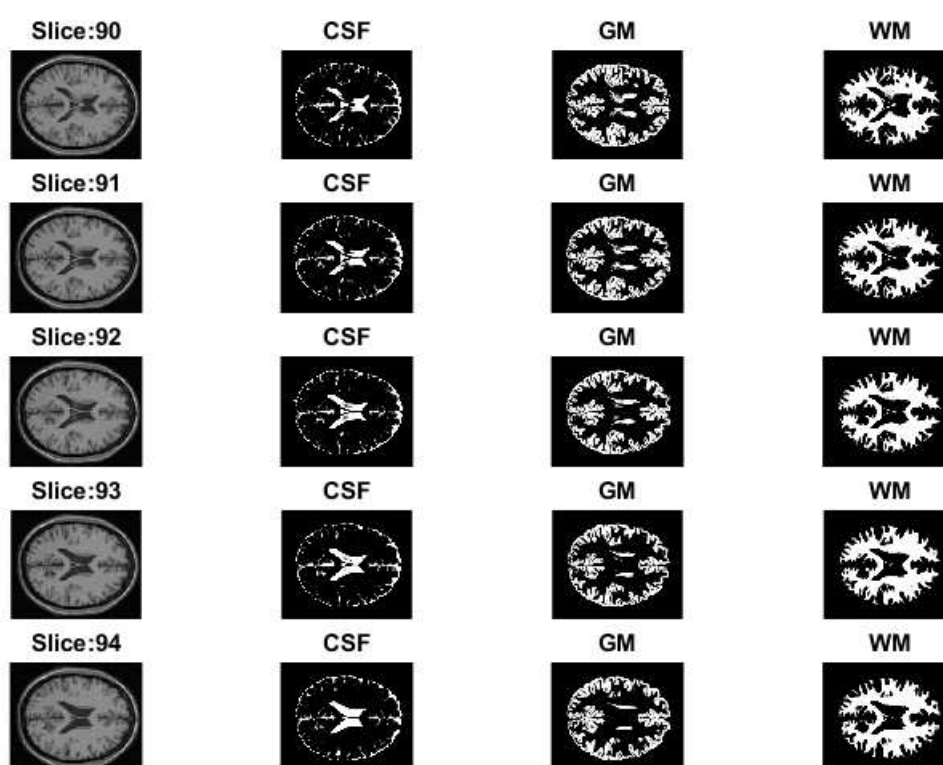 Slice:90 CSF GM WM
Slice:91 CSF GM WM
Slice:92 CSF GM WM
Slice:93 CSF GM WM
Slice:94 CSF GM WM